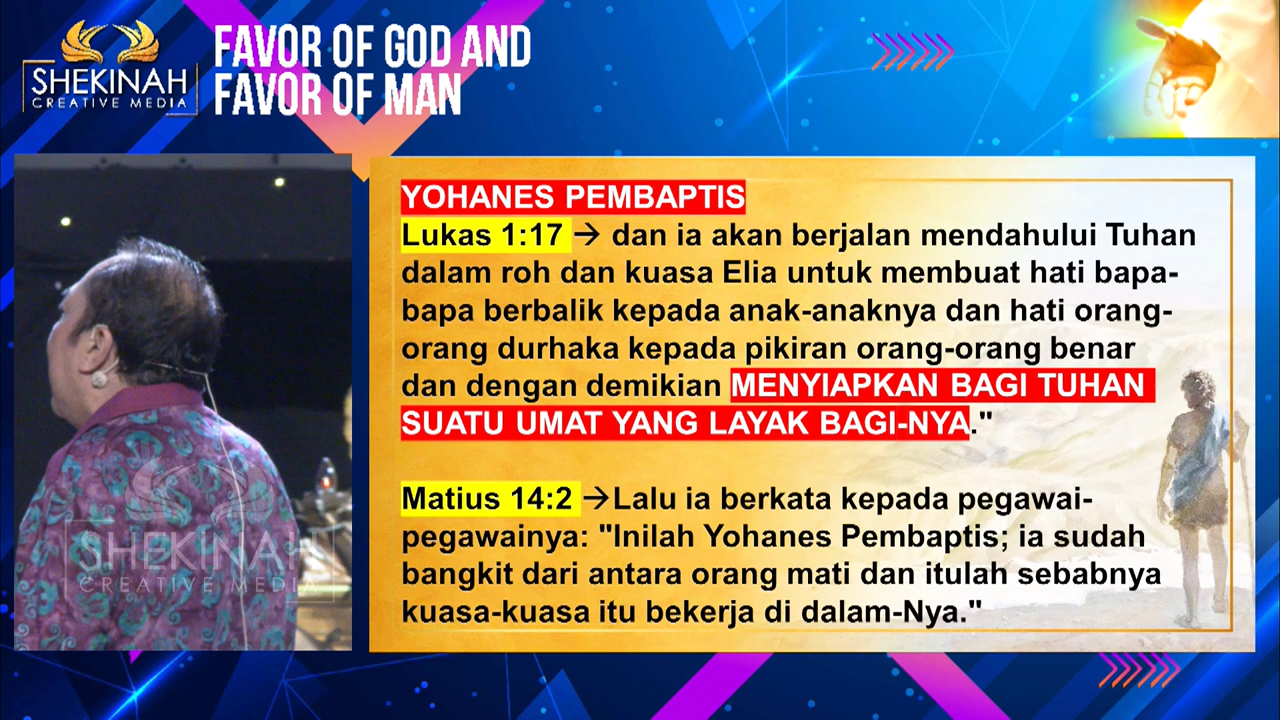 SHEKINAH
CREATIVE MEDIA
FAVOR OF GOD AND
FAVOR OF MAN
YOHANES PEMBAPTIS
Lukas 1:17 → dan ia akan berjalan mendahului Tuhan
dalam roh dan kuasa Elia untuk membuat hati bapa-
bapa berbalik kepada anak-anaknya dan hati orang-
orang durhaka kepada pikiran orang-orang benar
dan dengan demikian MENYIAPKAN BAGI TUHAN
SUATU UMAT YANG LAYAK BAGI-NYA."
Matius 14:2 →Lalu ia berkata kepada pegawai-
pegawainya: "Inilah Yohanes Pembaptis; ia sudah
bangkit dari antara orang mati dan itulah sebabnya
kuasa-kuasa itu bekerja di dalam-Nya."
SHEKINAH
CREATIVE MEDIA